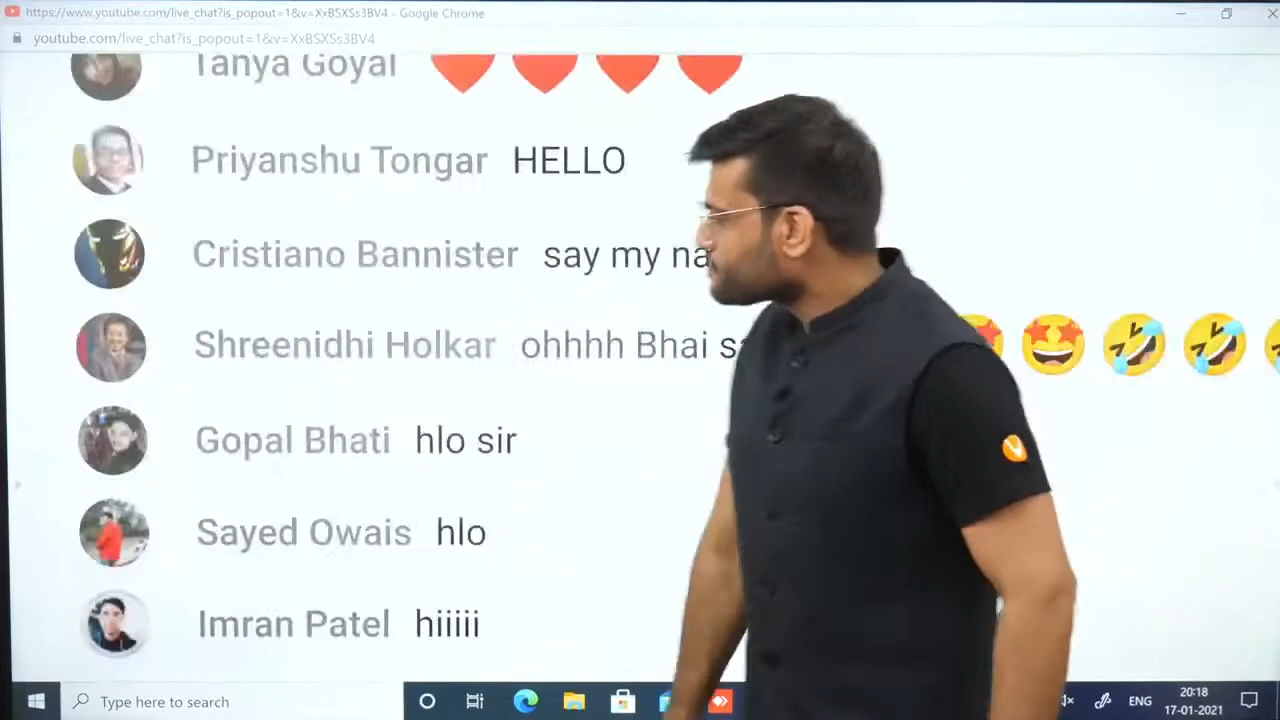 https://www.youtube.com/live_chat?is_popout=1&v=XxBSXSs3BV4 - Google Chrome
youtube.com/live_chat?is_popout=1&v=XxBSXSs3BV4
Tanya Goyal
Priyanshu Tongar HELLO
Cristiano Bannister say my
Shreenidhi Holkar ohhhh Bhai
Gopal Bhati hlo sir
Sayed Owais hlo
Imran Patel hiiiii
Type here to search
ENG
20:18
17-01-2021